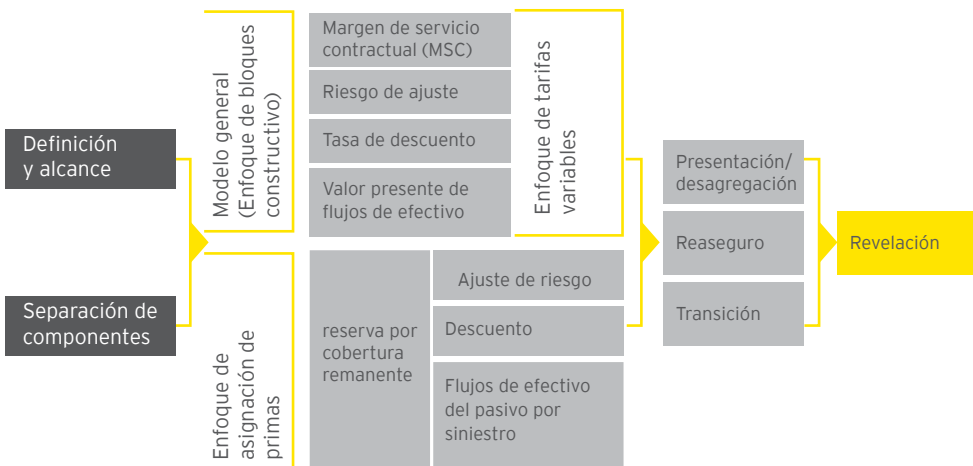 Definición
y alcance
Separación de
componentes
Modelo general
(Enfoque de bloques
constructivo)
Margen de servicio
contractual (MSC)
Riesgo de ajuste
Tasa de descuento
Valor presente de
flujos de efectivo
Enfoque de tarifas
variables
Enfoque de
asignación de
primas
reserva por
cobertura
remanente
Ajuste de riesgo
Descuento
Flujos de efectivo
del pasivo por
siniestro
Presentación/
desagregación
Reaseguro
Transición
Revelación